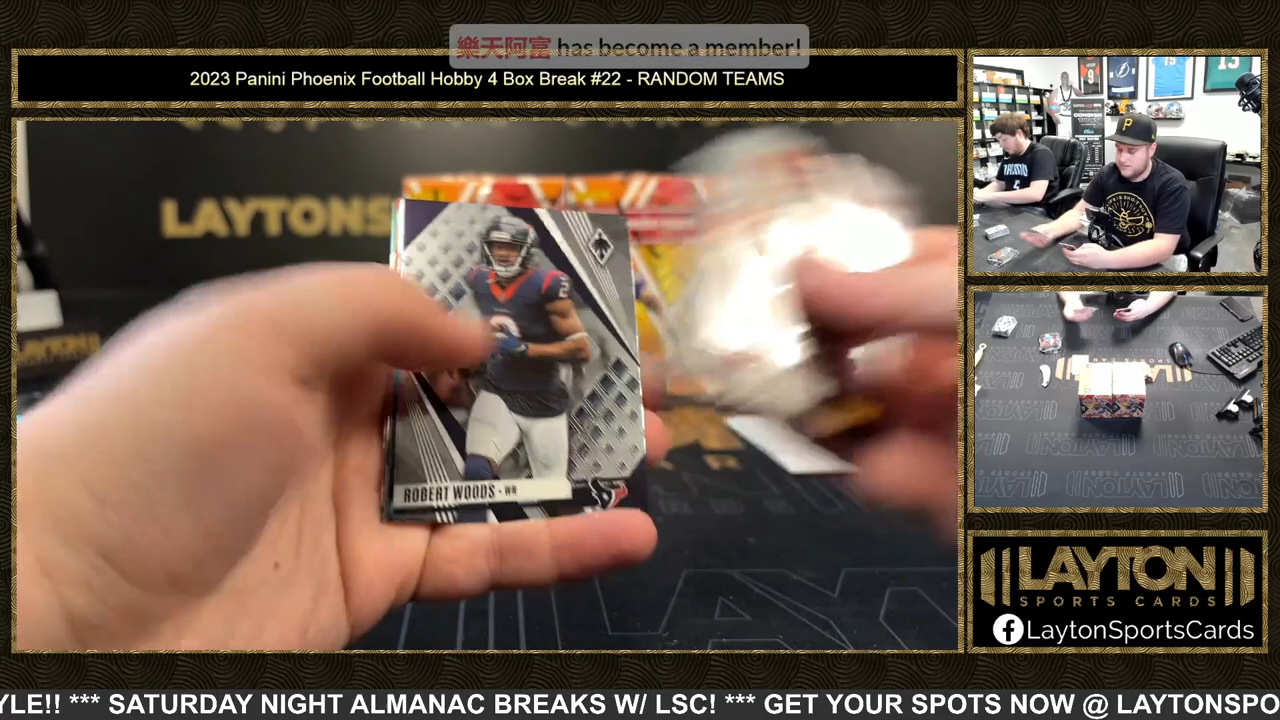 樂天阿富 has become a member!
2023 Panini Phoenix Football Hobby 4 Box Break #22 - RANDOM TEAMS
LAYTONS
ROBERT WOODS • WR
LAYTON
SPORTS CARDS
LaytonSportsCards
YLE!! *** SATURDAY NIGHT ALMANAC BREAKS W/ LSC! *** GET YOUR SPOTS NOW @ LAYTONSPO